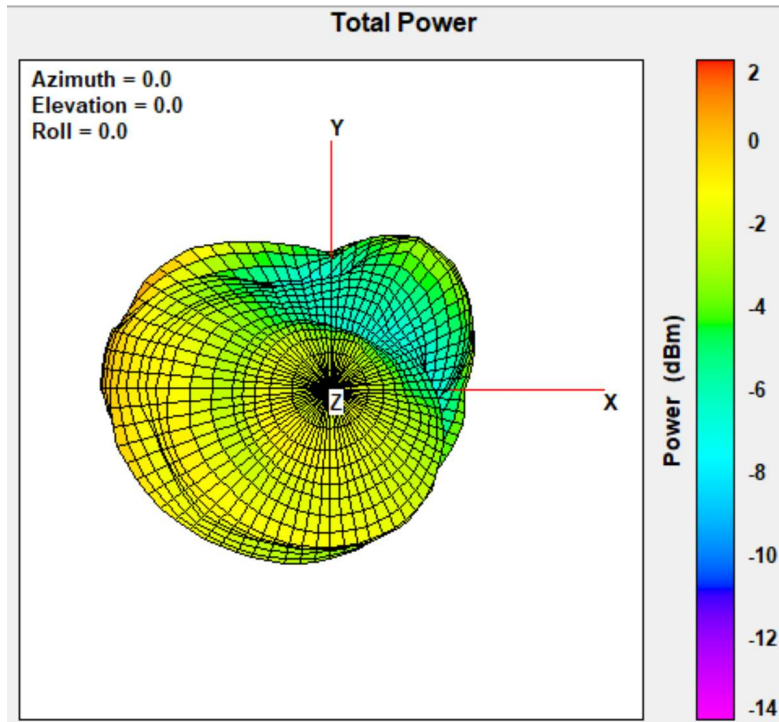 Total Power
Azimuth = 0.0
Elevation = 0.0
Roll = 0.0
Y
Z
X
2
0
-2
-4
-6
-8
-10
-12
-14
Power (dBm)